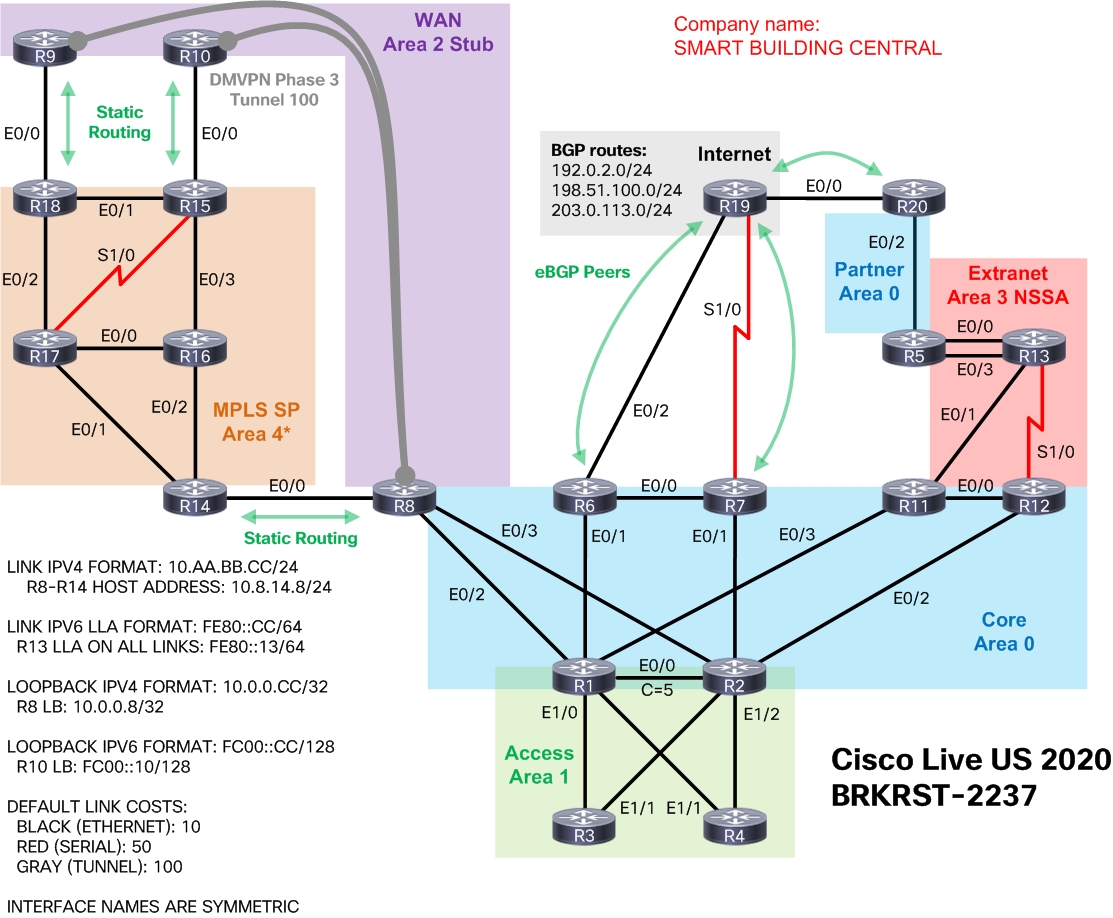 WAN
Area 2 Stub
Company name:
SMART BUILDING CENTRAL
R9
R10
DMVPN Phase 3
Tunnel 100
Static
Routing
E0/0
E0/0
BGP routes:
192.0.2.0/24
198.51.100.0/24
203.0.113.0/24
Internet
R19
E0/0
R20
R18
E0/1
R15
E0/2
S1/0
E0/3
E0/2
Partner
Area 0
Extranet
Area 3 NSSA
eBGP Peers
S1/0
E0/0
R5
R13
E0/3
R17
E0/0
R16
E0/2
E0/1
MPLS SP
Area 4*
E0/2
E0/1
S1/0
R14
E0/0
R8
R6
E0/0
R7
R11
E0/0
R12
Static Routing
E0/3
E0/1
E0/1
E0/3
E0/2
E0/2
Core
Area 0
R1
E0/0
C=5
R2
E1/0
E1/2
Access
Area 1
E1/1
E1/1
R3
R4
LINK IPV4 FORMAT: 10.AA.BB.CC/24
R8-R14 HOST ADDRESS: 10.8.14.8/24
LINK IPV6 LLA FORMAT: FE80::CC/64
R13 LLA ON ALL LINKS: FE80::13/64
LOOPBACK IPV4 FORMAT: 10.0.0.CC/32
R8 LB: 10.0.0.8/32
LOOPBACK IPV6 FORMAT: FC00::CC/128
R10 LB: FC00::10/128
DEFAULT LINK COSTS:
BLACK (ETHERNET): 10
RED (SERIAL): 50
GRAY (TUNNEL): 100
INTERFACE NAMES ARE SYMMETRIC
Cisco Live US 2020
BRKRST-2237